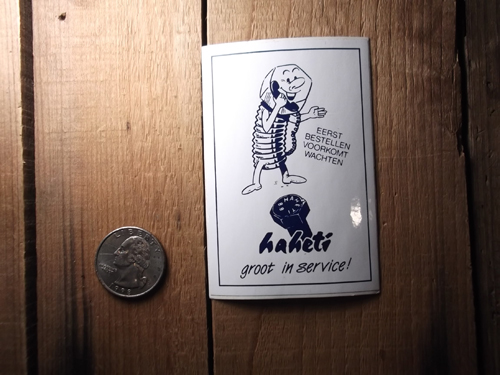 EERST
BESTELLEN
VOORKOMT
WACHTEN
haheti
groot in service!